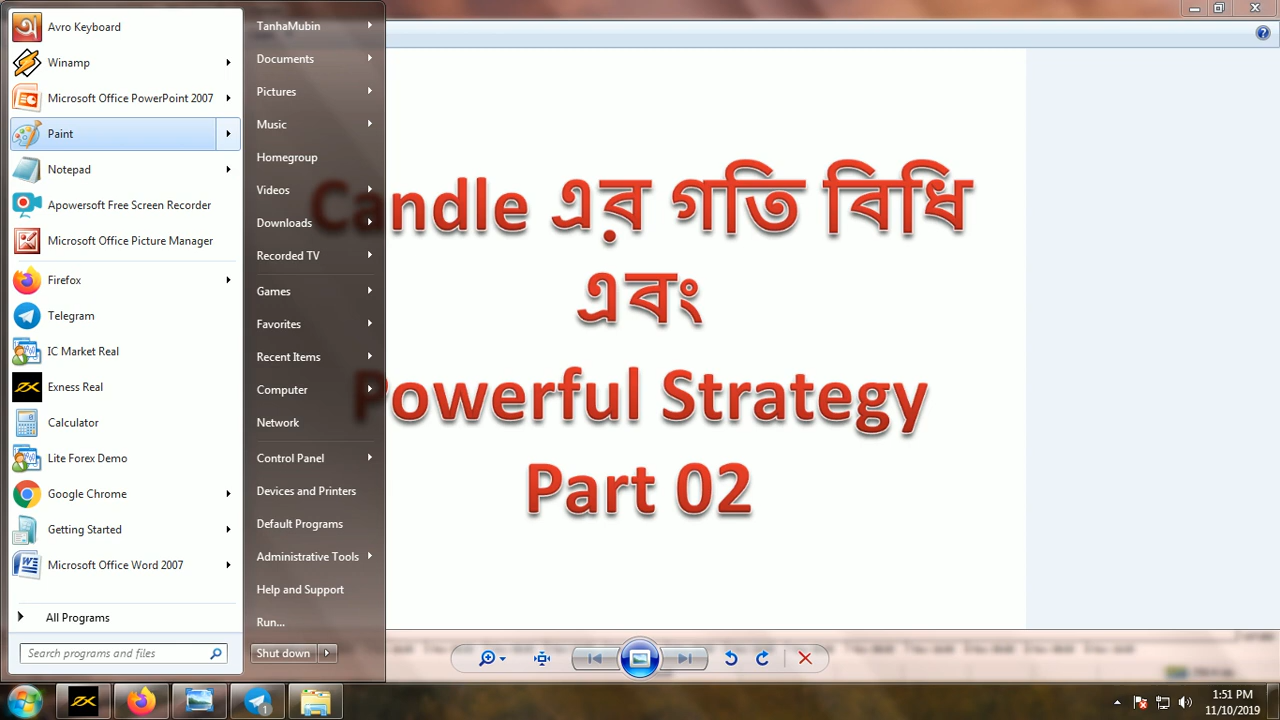 Avro Keyboard
Winamp
Microsoft Office PowerPoint 2007
Paint
Notepad
Apowersoft Free Screen Recorder
Microsoft Office Picture Manager
Firefox
Telegram
IC Market Real
Exness Real
Calculator
Lite Forex Demo
Google Chrome
Getting Started
Microsoft Office Word 2007
All Programs
Search programs and files
TanhaMubin
Documents
Pictures
Music
Homegroup
Videos
Downloads
Recorded TV
Games
Favorites
Recent Items
Computer
Network
Control Panel
Devices and Printers
Default Programs
Administrative Tools
Help and Support
Run...
Shut down
Candle এর গতি বিধি
এবং
Powerful Strategy
Part 02
1
1:51 PM
11/10/2019